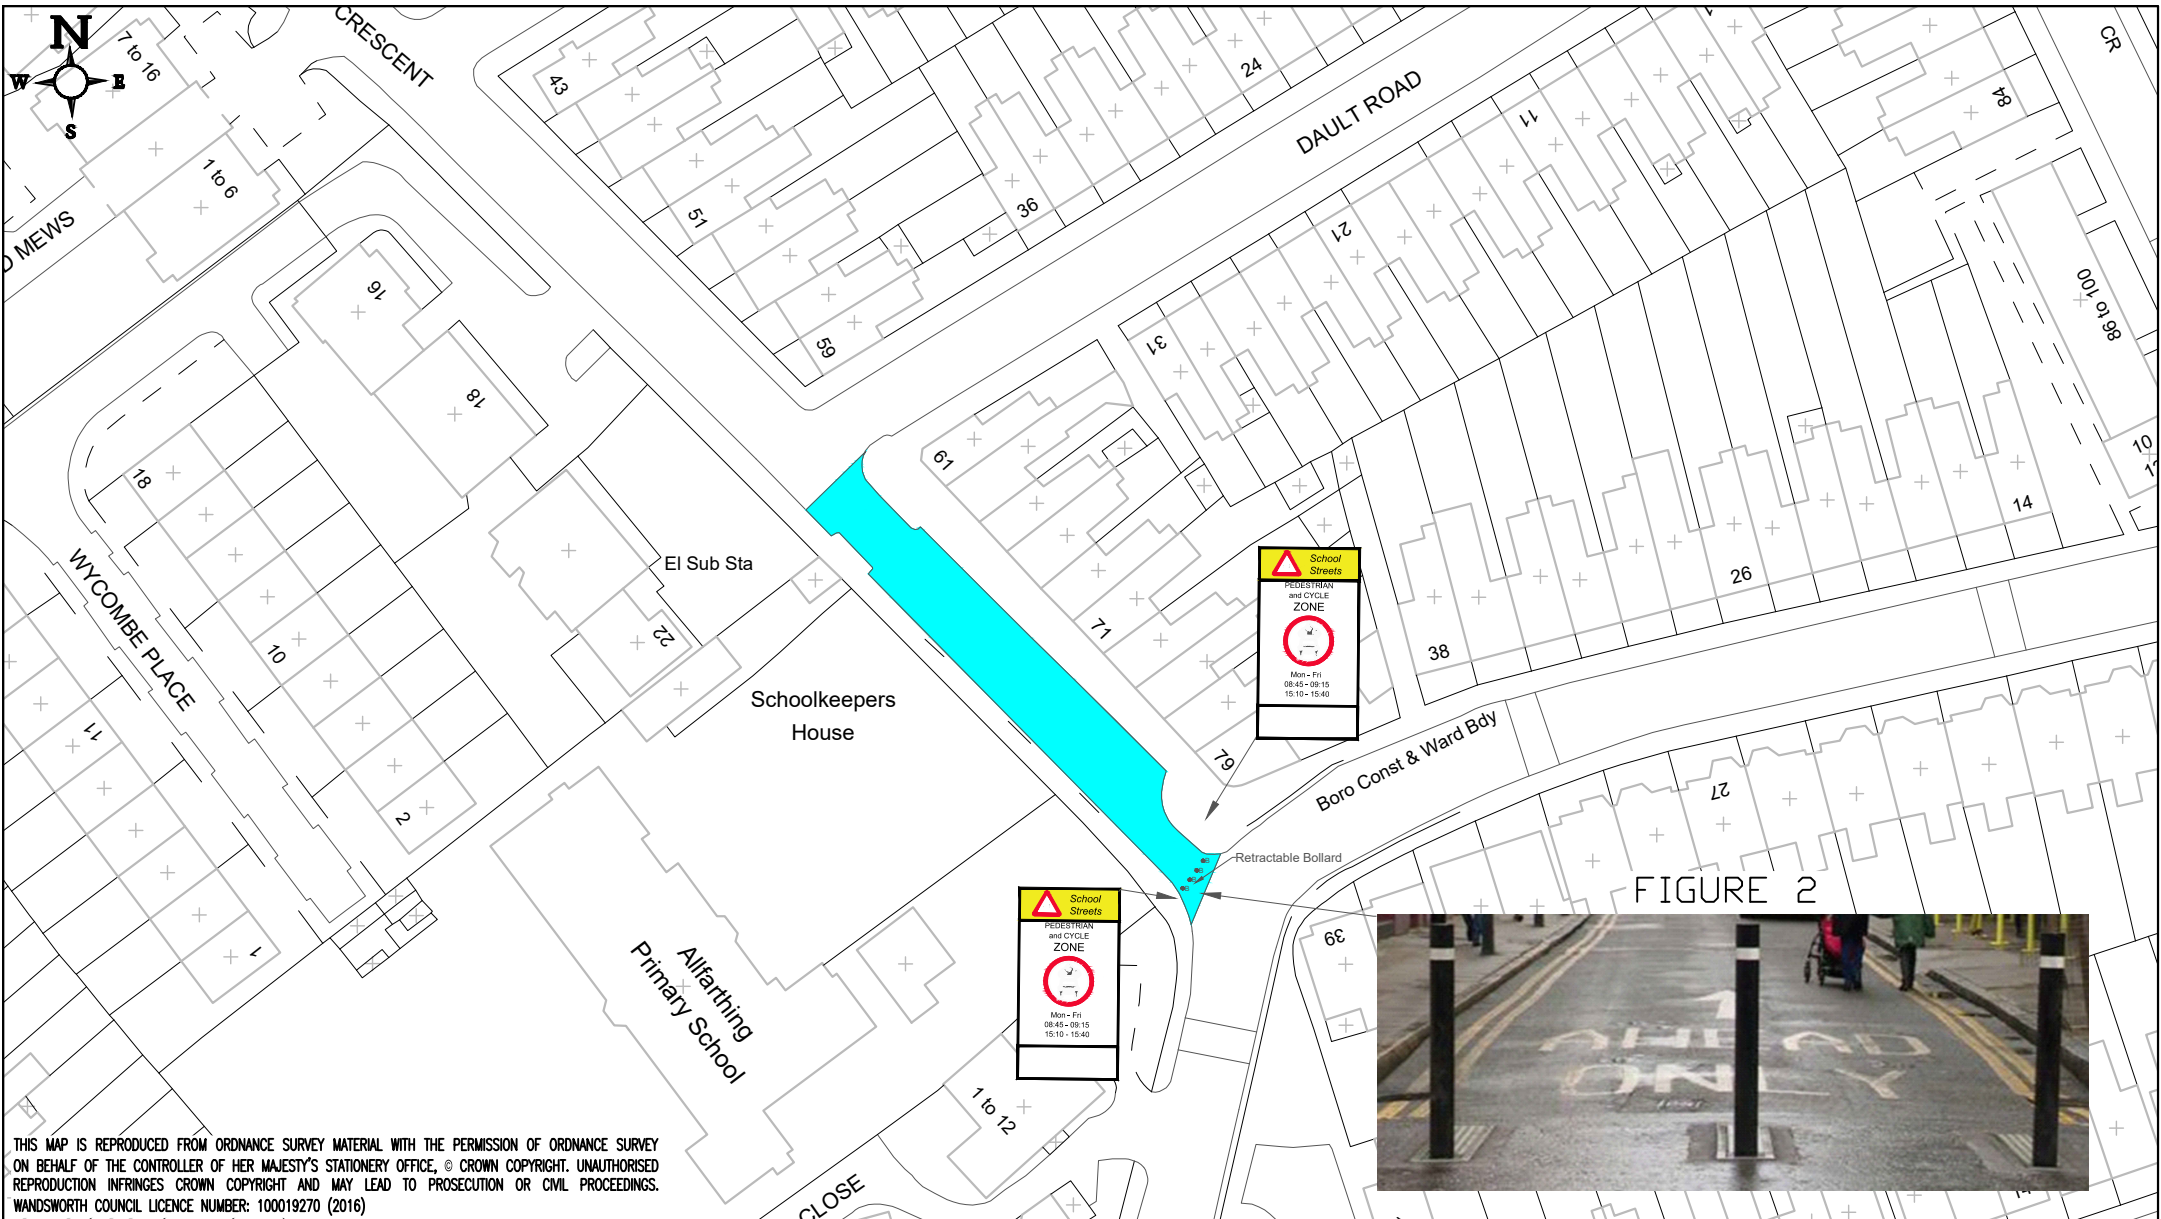 N
W
E
S
7 to 16
1 to 6
CRESCENT
43
51
59
24
36
DAULT ROAD
11
21
31
CR
84
86 to 100
10
D MEWS
16
18
18
61
WYCOMBE PLACE
El Sub Sta
22
10
11
2
1
Schoolkeepers
House
71
79
School
Streets
PEDESTRIAN
and CYCLE
ZONE
Mon - Fri
08:45 - 09:15
15:10 - 15:40
38
26
14
Boro Const & Ward Bdy
27
Retractable Bollard
FIGURE 2
39
School
Streets
PEDESTRIAN
and CYCLE
ZONE
Mon - Fri
08:45 - 09:15
15:10 - 15:40
Allfarthing
Primary School
1 to 12
CLOSE
AHEAD
ONLY
THIS MAP IS REPRODUCED FROM ORDNANCE SURVEY MATERIAL WITH THE PERMISSION OF ORDNANCE SURVEY
ON BEHALF OF THE CONTROLLER OF HER MAJESTY'S STATIONERY OFFICE, © CROWN COPYRIGHT. UNAUTHORISED
REPRODUCTION INFRINGES CROWN COPYRIGHT AND MAY LEAD TO PROSECUTION OR CIVIL PROCEEDINGS.
WANDSWORTH COUNCIL LICENCE NUMBER: 100019270 (2016)